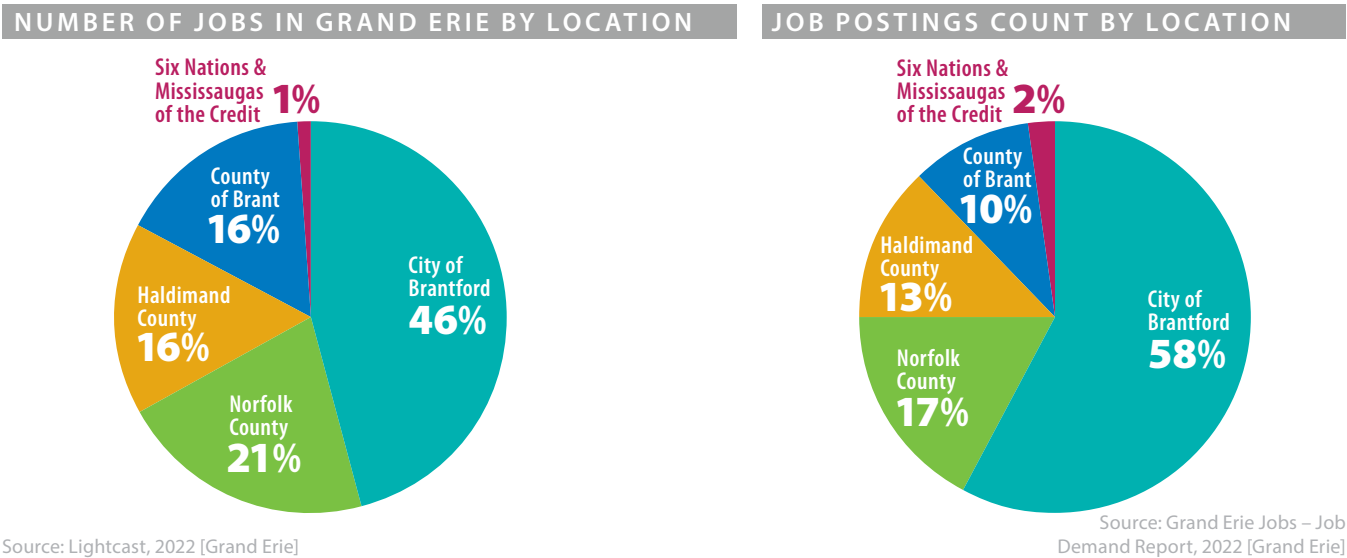 NUMBER OF JOBS IN GRAND ERIE BY LOCATION
Six Nations &
Mississaugas
of the Credit
1%
County
of Brant
16%
Haldimand
County
16%
Norfolk
County
21%
City of
Brantford
46%
Source: Lightcast, 2022 [Grand Erie]
JOB POSTINGS COUNT BY LOCATION
Six Nations &
Mississaugas
of the Credit
2%
County
of Brant
10%
Haldimand
County
13%
Norfolk
County
17%
City of
Brantford
58%
Source: Grand Erie Jobs – Job
Demand Report, 2022 [Grand Erie]